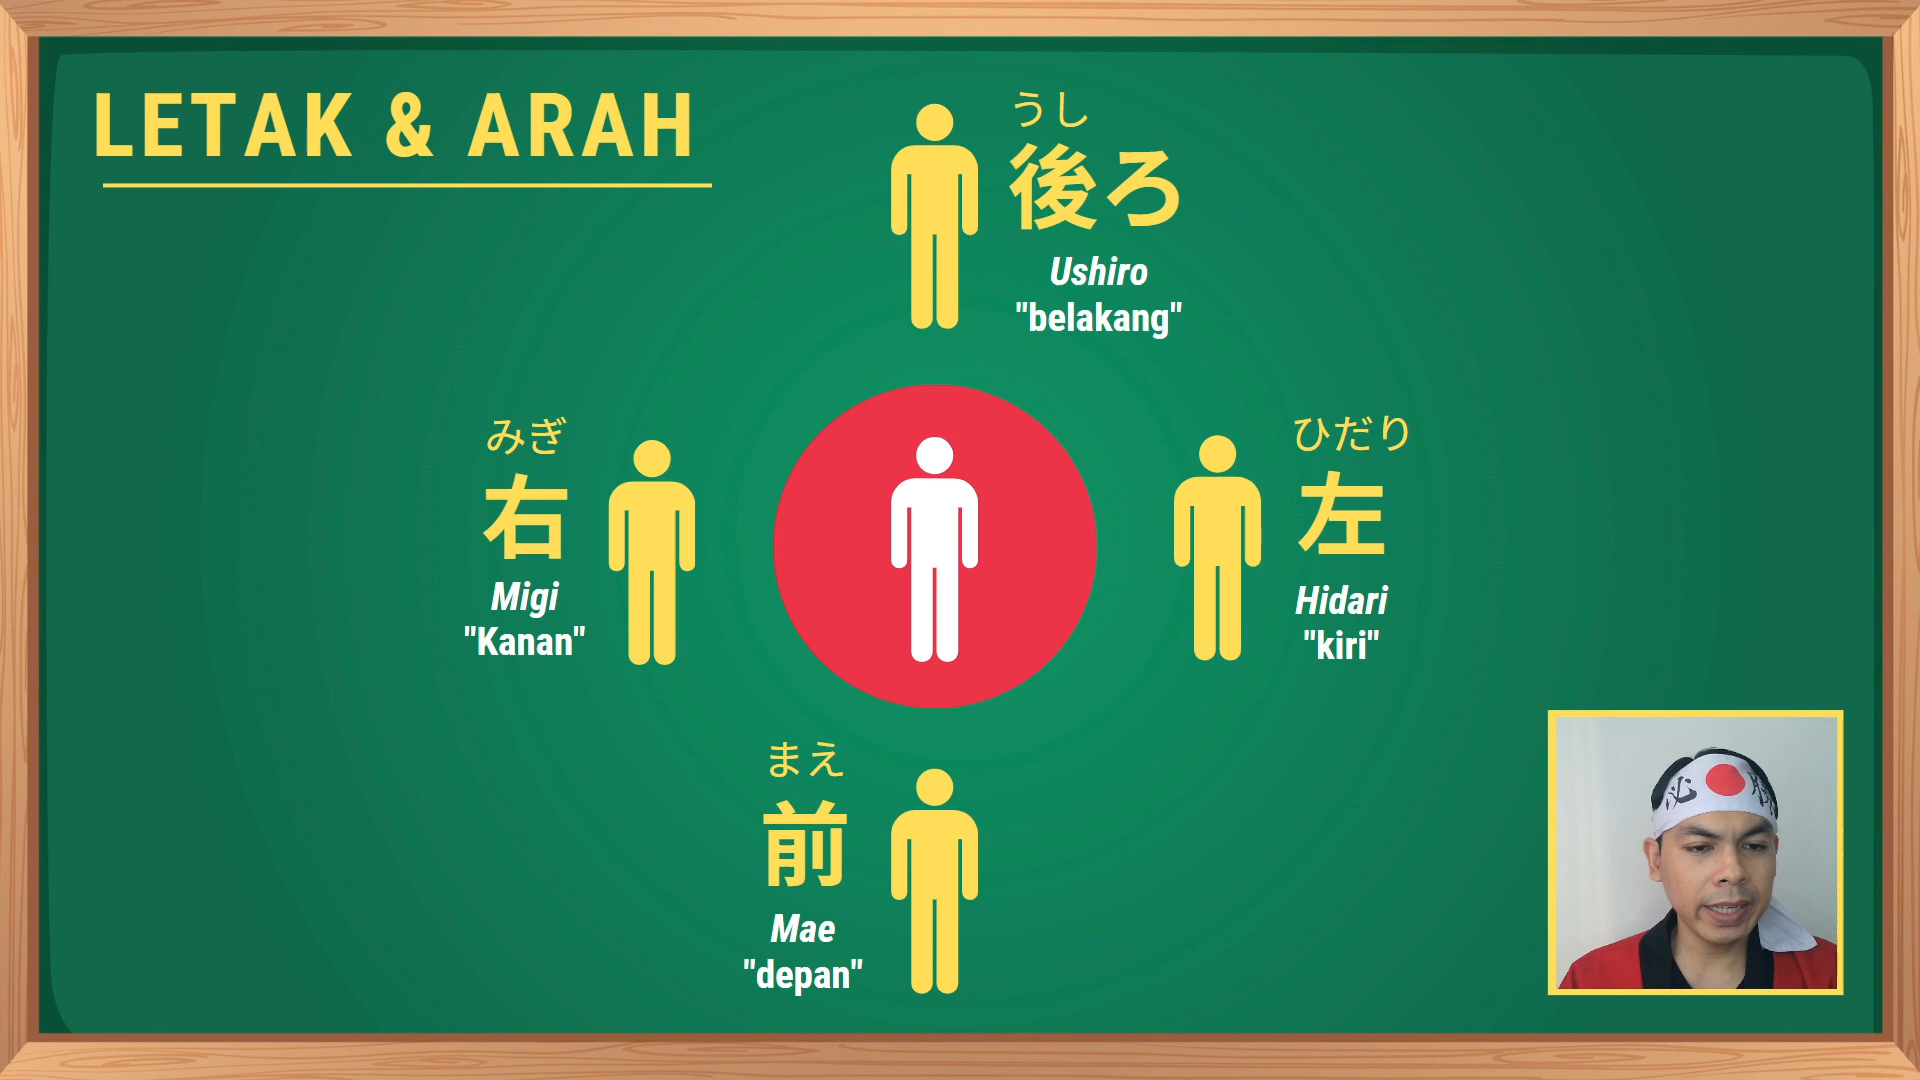 LETAK & ARAH
うし
後ろ
Ushiro
"belakang"
みぎ
右
Migi
"Kanan"
ひだり
左
Hidari
"kiri"
まえ
前
Mae
"depan"
必